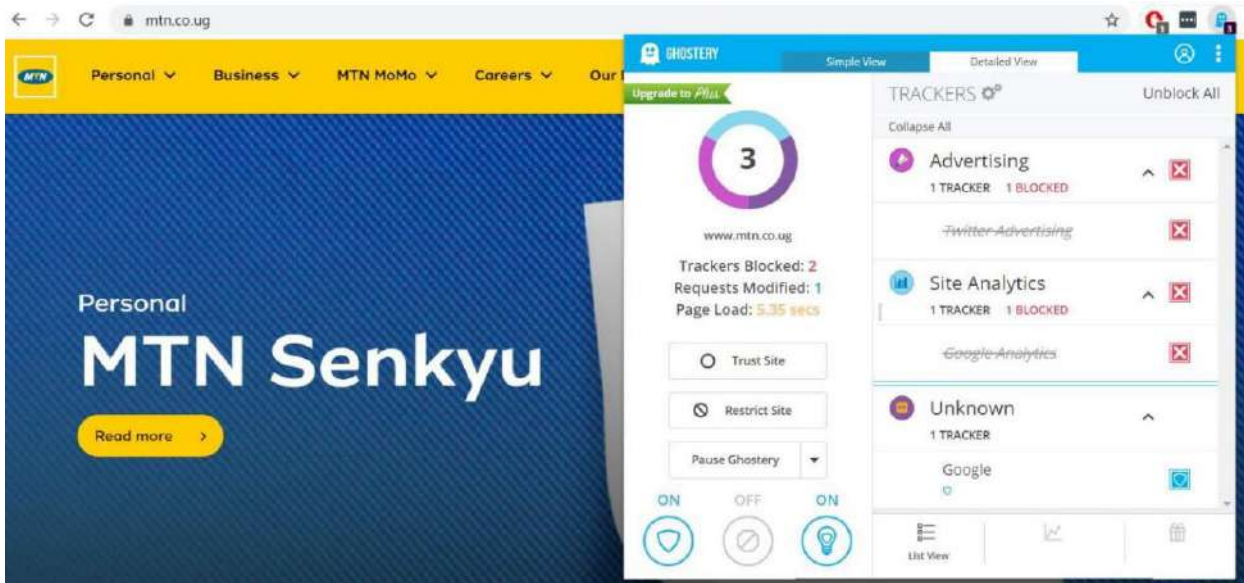 mtn.co.ug
MTN
Personal
Business
MTN MoMo
Careers
Our
Personal
MTN Senkyu
Read more
GHOSTERY
Simple View
Detailed View
Upgrade to Plus
3
www.mtn.co.ug
Trackers Blocked: 2
Requests Modified: 1
Page Load: 5.35 secs
Trust Site
Restrict Site
Pause Ghostery
ON OFF ON
TRACKERS
Unblock All
Collapse All
Advertising
1 TRACKER 1 BLOCKED
Twitter Advertising
Site Analytics
1 TRACKER 1 BLOCKED
Google Analytics
Unknown
1 TRACKER
Google
List View